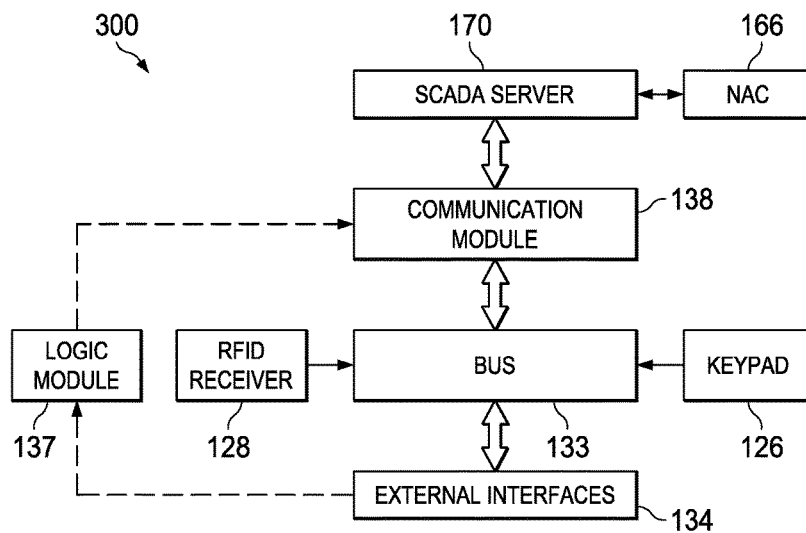 300
170
166
SCADA SERVER
NAC
COMMUNICATION
MODULE
138
LOGIC
MODULE
RFID
RECEIVER
BUS
KEYPAD
137
128
133
126
EXTERNAL INTERFACES
134